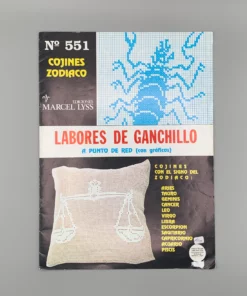 Nº 551
COJINES
ZODIACO
EDICIONES
MARCEL LYSS
LABORES DE GANCHILLO
A PUNTO DE RED (con gráficos)
COJINES
CON EL SIGNO DEL
ZODIACO:
ARIES
TAURO
GEMINIS
CANCER
LEO
VIRGO
LIBRA
ESCORPION
SAGITARIO
CAPRICORNIO
ACUARIO
PISCIS